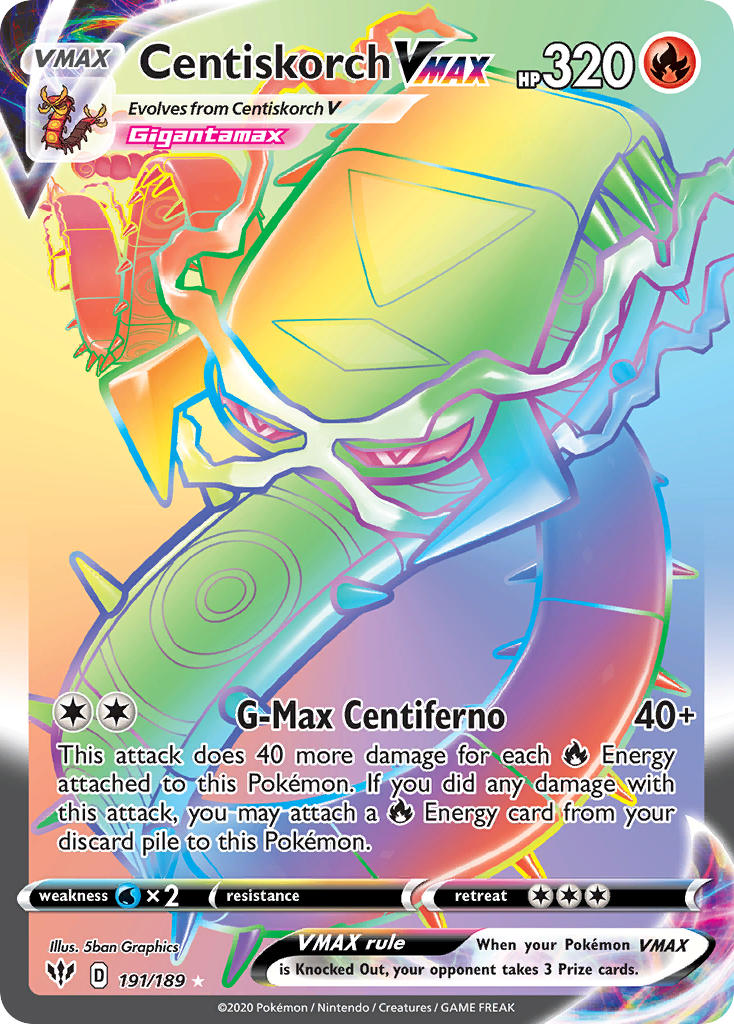 VMAX
Centiskorch VMAX HP 320
Evolves from Centiskorch V
Gigantamax
G-Max Centiferno 40+
This attack does 40 more damage for each Energy
attached to this Pokémon. If you did any damage with
this attack, you may attach a Energy card from your
discard pile to this Pokémon.
weakness ×2 resistance retreat
Illus. 5ban Graphics
VMAX rule When your Pokémon VMAX
is Knocked Out, your opponent takes 3 Prize cards.
D 191/189
©2020 Pokémon / Nintendo / Creatures / GAME FREAK